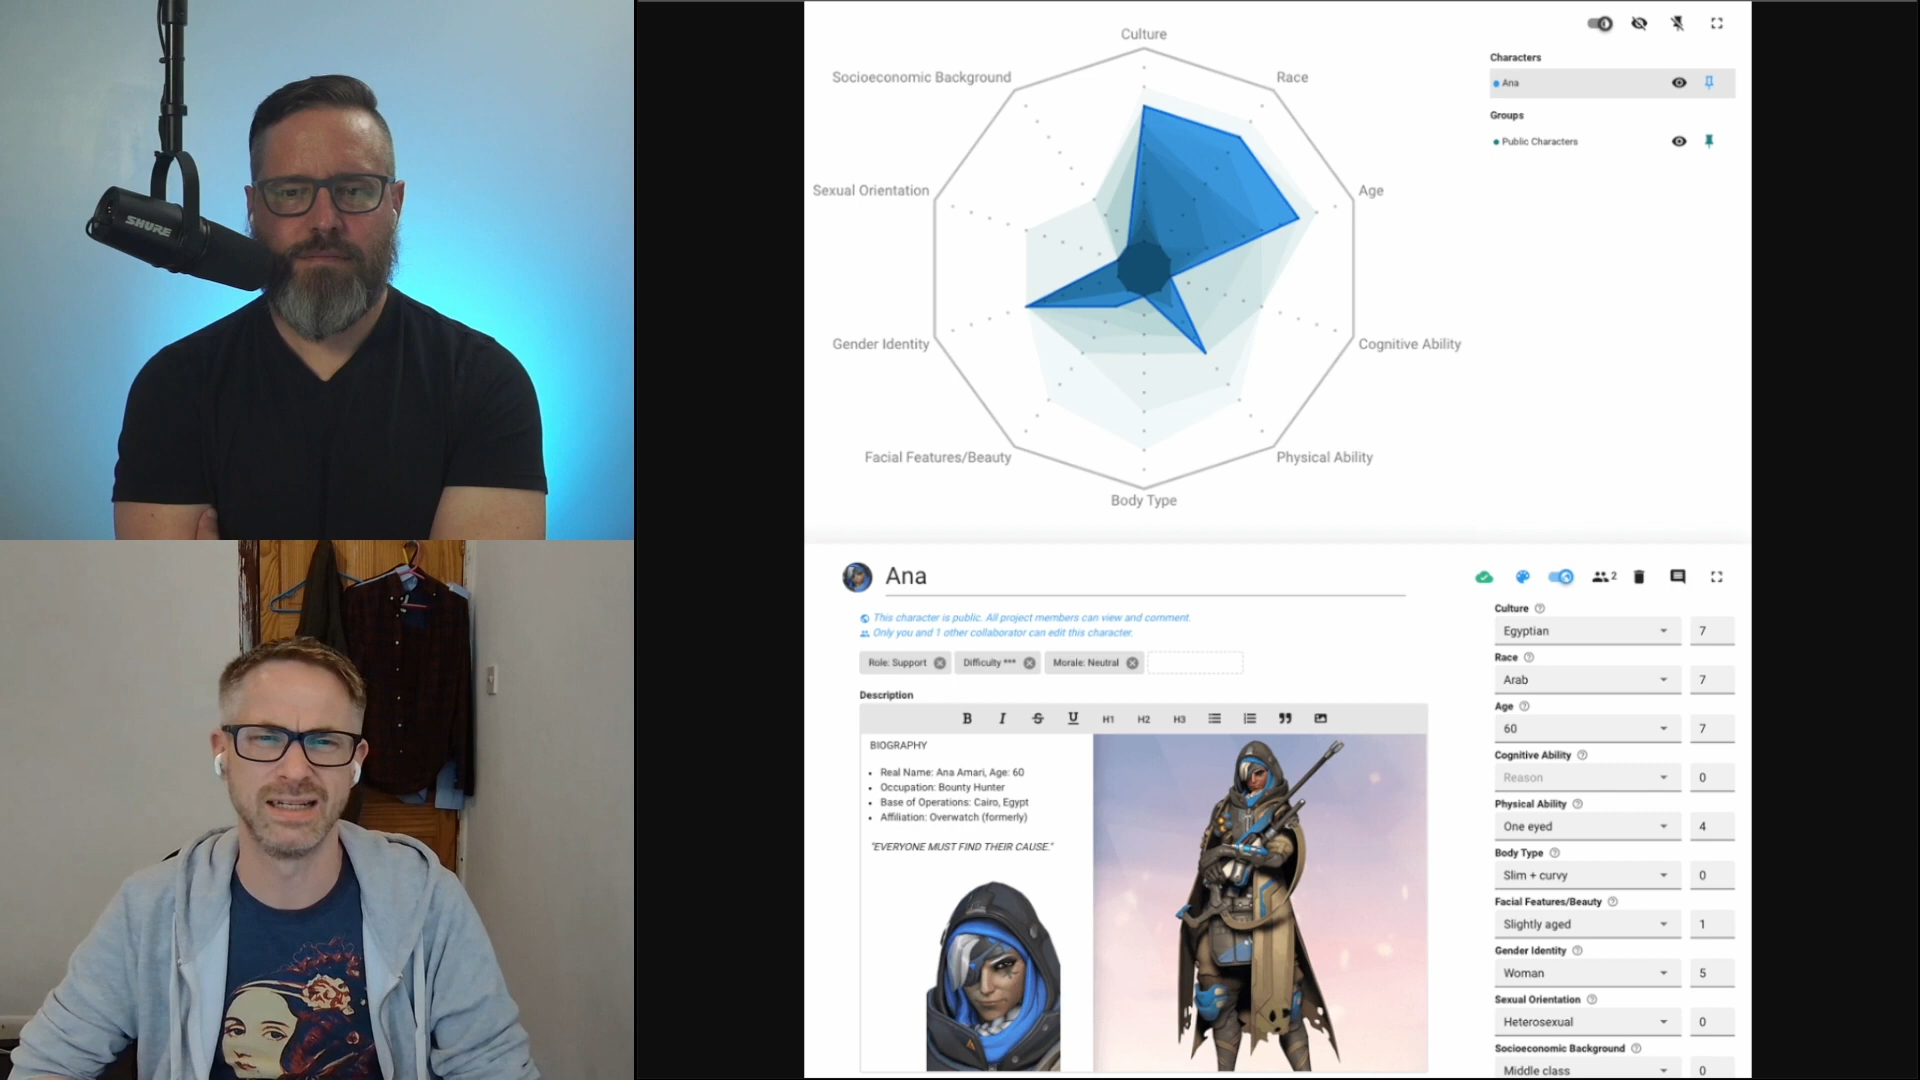 SHURE
Culture
Socioeconomic Background
Race
Sexual Orientation
Age
Gender Identity
Cognitive Ability
Facial Features/Beauty
Physical Ability
Body Type
Characters
Ana
Groups
Public Characters
Ana
2
This character is public. All project members can view and comment.
Only you and 1 other collaborator can edit this character.
Role: Support
Difficulty ***
Morale: Neutral
Description
B I S U H1 H2 H3
BIOGRAPHY
Real Name: Ana Amari, Age: 60
Occupation: Bounty Hunter
Base of Operations: Cairo, Egypt
Affiliation: Overwatch (formerly)
"EVERYONE MUST FIND THEIR CAUSE."
Culture
Egyptian 7
Race
Arab 7
Age
60 7
Cognitive Ability
Reason 0
Physical Ability
One eyed 4
Body Type
Slim + curvy 0
Facial Features/Beauty
Slightly aged 1
Gender Identity
Woman 5
Sexual Orientation
Heterosexual 0
Socioeconomic Background
Middle class 0